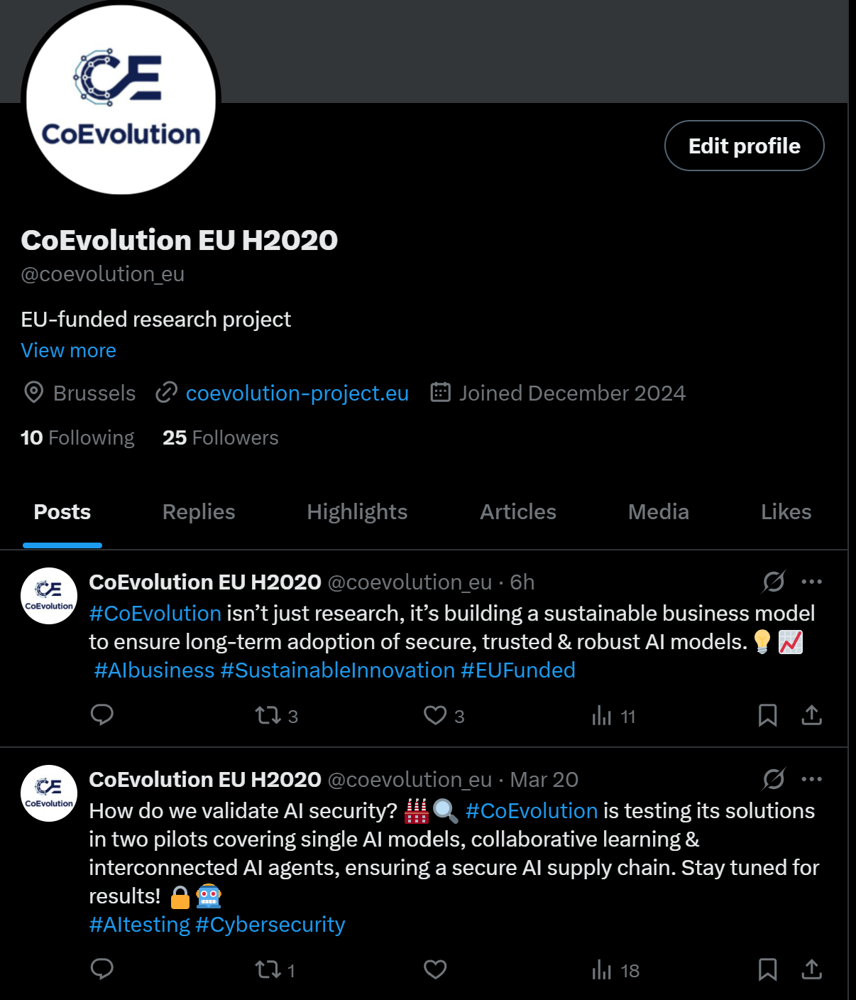 CE
CoEvolution
Edit profile
CoEvolution EU H2020
@coevolution_eu
EU-funded research project
View more
Brussels coevolution-project.eu Joined December 2024
10 Following 25 Followers
Posts Replies Highlights Articles Media Likes
CE
CoEvolution
CoEvolution EU H2020 @coevolution_eu · 6h
#CoEvolution isn’t just research, it’s building a sustainable business model
to ensure long-term adoption of secure, trusted & robust AI models.💡📈
#AIbusiness #SustainableInnovation #EUFunded
3 3 11
CE
CoEvolution
CoEvolution EU H2020 @coevolution_eu · Mar 20
How do we validate AI security? 🏭🔍 #CoEvolution is testing its solutions
in two pilots covering single AI models, collaborative learning &
interconnected AI agents, ensuring a secure AI supply chain. Stay tuned for
results! 🔒🤖
#AItesting #Cybersecurity
1 18